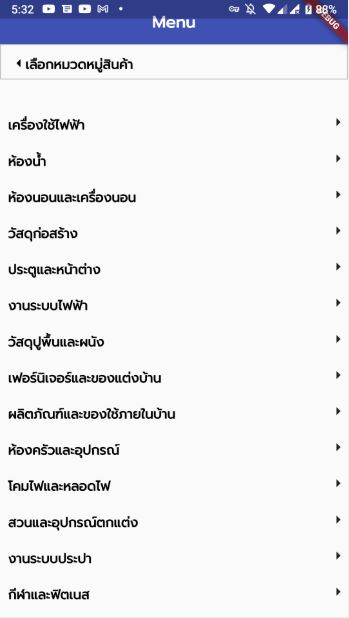 5:32
88%
Menu
เลือกหมวดหมู่สินค้า
เครื่องใช้ไฟฟ้า
ห้องน้ำ
ห้องนอนและเครื่องนอน
วัสดุก่อสร้าง
ประตูและหน้าต่าง
งานระบบไฟฟ้า
วัสดุปูพื้นและผนัง
เฟอร์นิเจอร์และของแต่งบ้าน
ผลิตภัณฑ์และของใช้ภายในบ้าน
ห้องครัวและอุปกรณ์
โคมไฟและหลอดไฟ
สวนและอุปกรณ์ตกแต่ง
งานระบบประปา
กีฬาและฟิตเนส